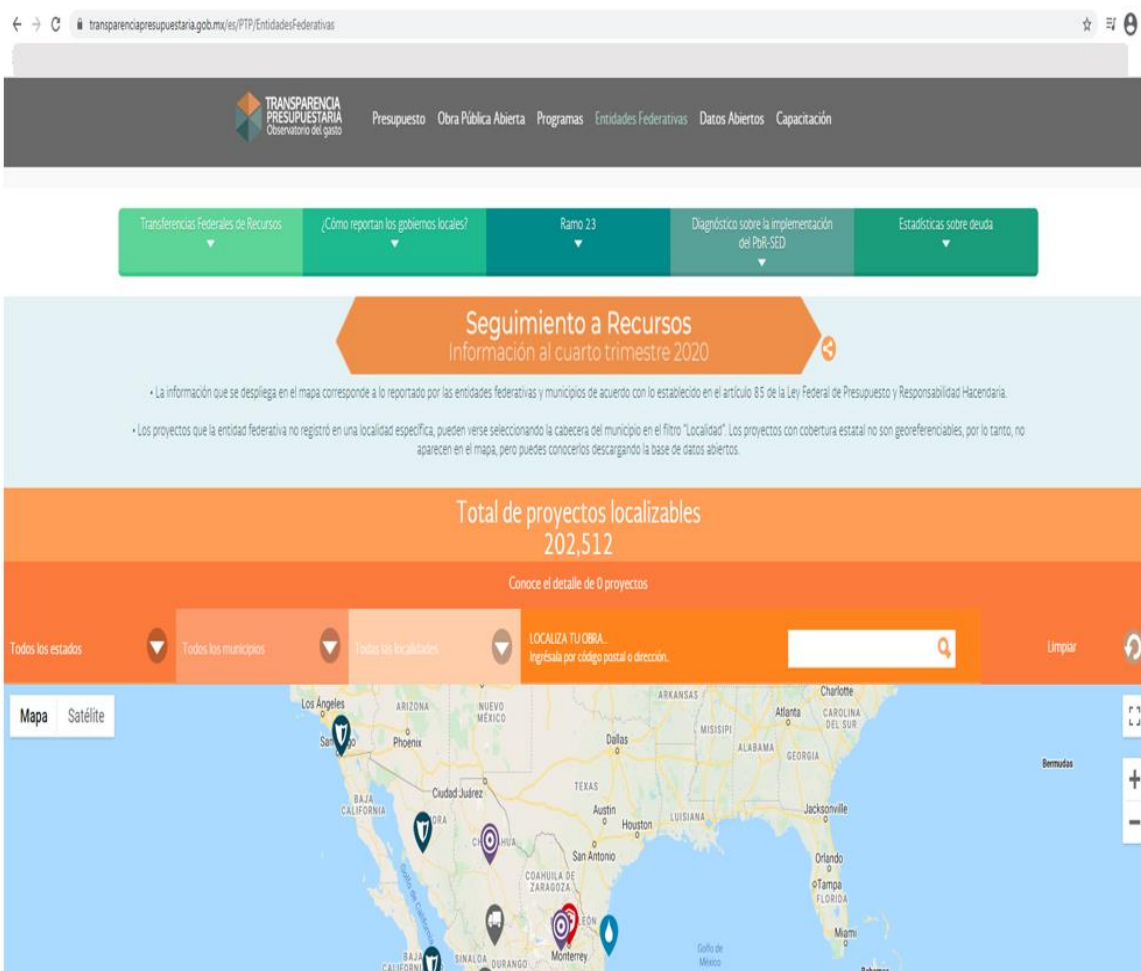 transparenciapresupuestaria.gob.mx/es/PTP/EntidadesFederativas
TRANSPARENCIA
PRESUPUESTARIA
Observatorio del gasto
Presupuesto Obra Pública Abierta Programas Entidades Federativas Datos Abiertos Capacitación
Transferencias Federales de Recursos ¿Cómo reportan los gobiernos locales? Ramo 23 Diagnóstico sobre la implementación Estadísticas sobre deuda
del PbR-SED
Seguimiento a Recursos
Información al cuarto trimestre 2020
• La información que se despliega en el mapa corresponde a lo reportado por las entidades federativas y municipios de acuerdo con lo establecido en el artículo 85 de la Ley Federal de Presupuesto y Responsabilidad Hacendaria.
• Los proyectos que la entidad federativa no registró en una localidad específica, pueden verse seleccionando la cabecera del municipio en el filtro "Localidad". Los proyectos con cobertura estatal no son georeferenciables, por lo tanto, no
aparecen en el mapa, pero puedes conocerlos descargando la base de datos abiertos.
Total de proyectos localizables
202,512
Conoce el detalle de 0 proyectos
Todos los estados Todos los municipios Todas las localidades
LOCALIZA TU OBRA...
Ingrésala por código postal o dirección.
Limpiar
Mapa Satélite
Los Ángeles ARIZONA NUEVO
MÉXICO
ARKANSAS
Charlotte
Atlanta CAROLINA
DEL SUR
Phoenix
Dallas
MISISIPI
ALABAMA
GEORGIA
Bermudas
TEXAS
Ciudad Juárez
BAJA
CALIFORNIA
Austin
Houston
LUISIANA
Jacksonville
San Antonio
COAHUILA DE
ZARAGOZA
Orlando
Tampa
FLORIDA
Golfo de California
Miami
Monterrey
SINALOA
DURANGO
BAJA
Golfo de
México